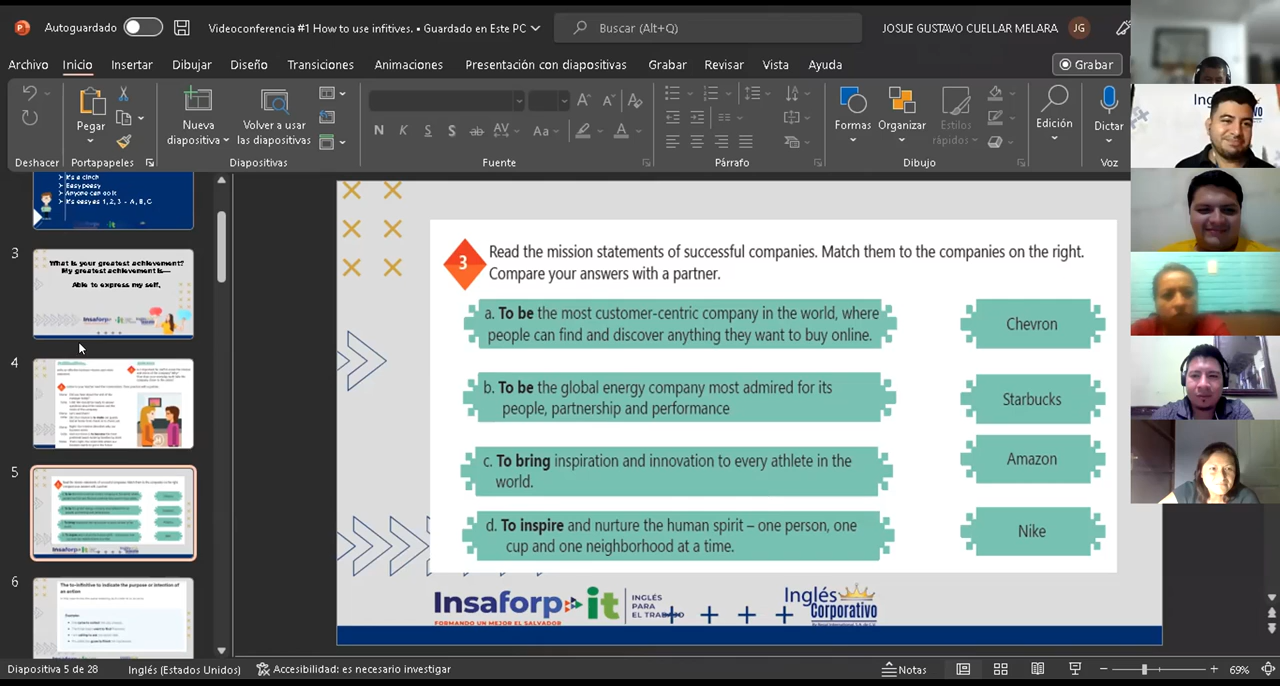 Autoguardado
Videoconferencia #1 How to use infitives. • Guardado en Este PC
Buscar (Alt+Q)
JOSUE GUSTAVO CUELLAR MELARA
JG
Archivo
Inicio
Insertar
Dibujar
Diseño
Transiciones
Animaciones
Presentación con diapositivas
Grabar
Revisar
Vista
Ayuda
Grabar
Pegar
Nueva
diapositiva
Volver a usar
las diapositivas
N K S S ab AV Aa A
Formas
Organizar
Estilos
rápidos
Edición
Dictar
Deshacer
Portapapeles
Diapositivas
Fuente
Párrafo
Dibujo
Voz
It's a cinch
Easy peasy
Anyone can do it
It's easy as 1, 2, 3 - A, B, C
3
What is your greatest achievement?
My greatest achievement is—
Able to express my self.
4
5
6
The to-infinitive to indicate the purpose or intention of
an action
3
Read the mission statements of successful companies. Match them to the companies on the right.
Compare your answers with a partner.
a. To be the most customer-centric company in the world, where
people can find and discover anything they want to buy online.
Chevron
b. To be the global energy company most admired for its
people, partnership and performance
Starbucks
c. To bring inspiration and innovation to every athlete in the
world.
Amazon
d. To inspire and nurture the human spirit – one person, one
cup and one neighborhood at a time.
Nike
Insaforp it
FORMANDO UN MEJOR EL SALVADOR
INGLÉS
PARA
EL TRABAJO
Inglés
Corporativo
Diapositiva 5 de 28
Inglés (Estados Unidos)
Accesibilidad: es necesario investigar
Notas
69%